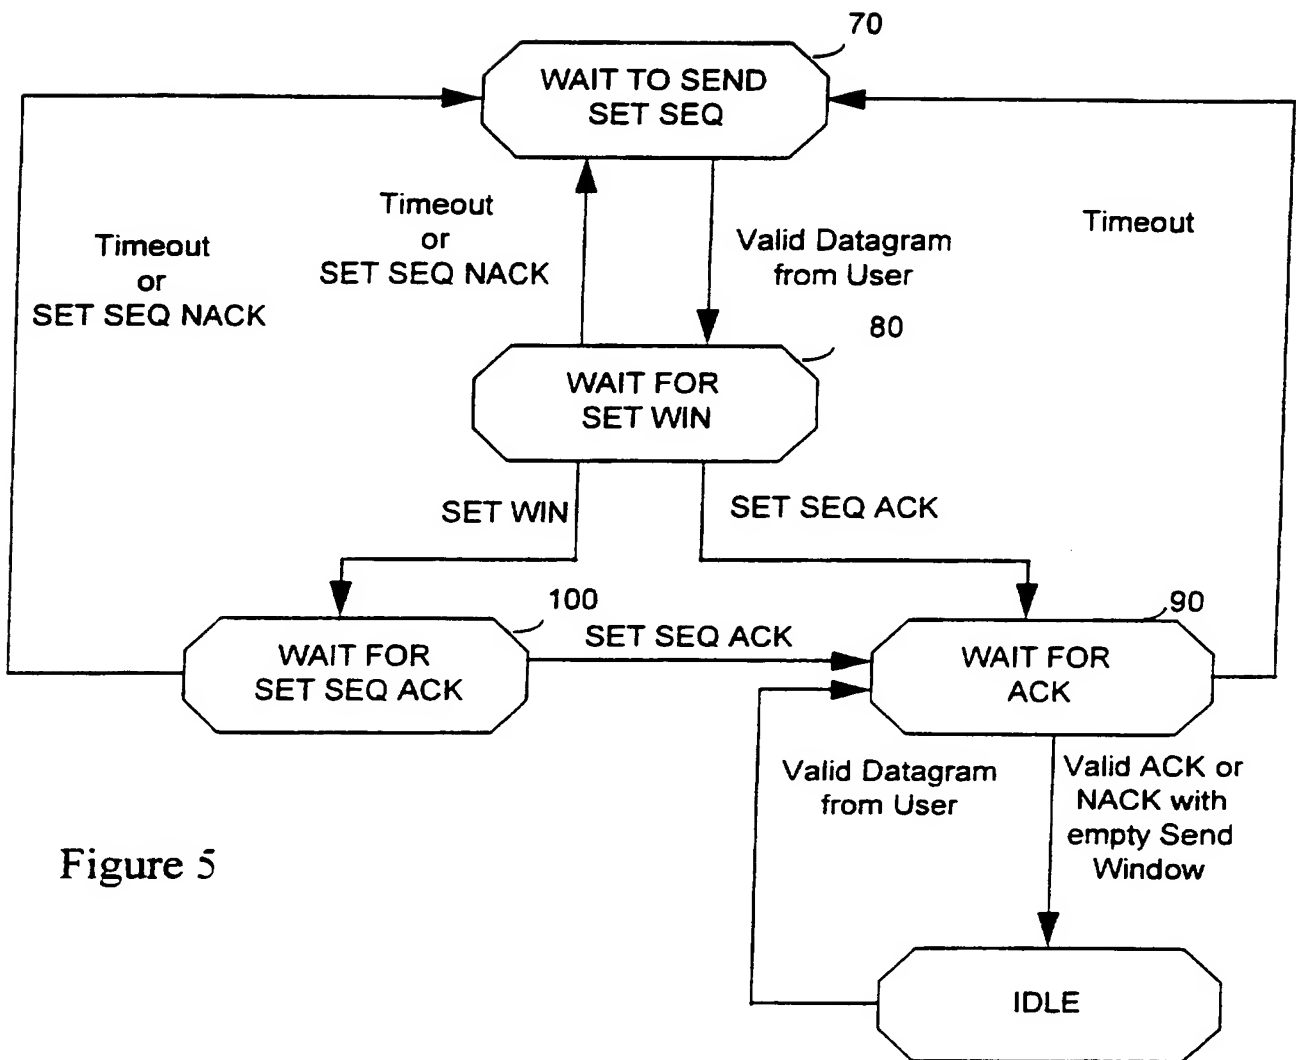 70
WAIT TO SEND
SET SEQ
Timeout
or
SET SEQ NACK
Timeout
or
SET SEQ NACK
Valid Datagram
from User
Timeout
80
WAIT FOR
SET WIN
SET WIN
SET SEQ ACK
100
WAIT FOR
SET SEQ ACK
SET SEQ ACK
90
WAIT FOR
ACK
Valid Datagram
from User
Valid ACK or
NACK with
empty Send
Window
Figure 5
IDLE